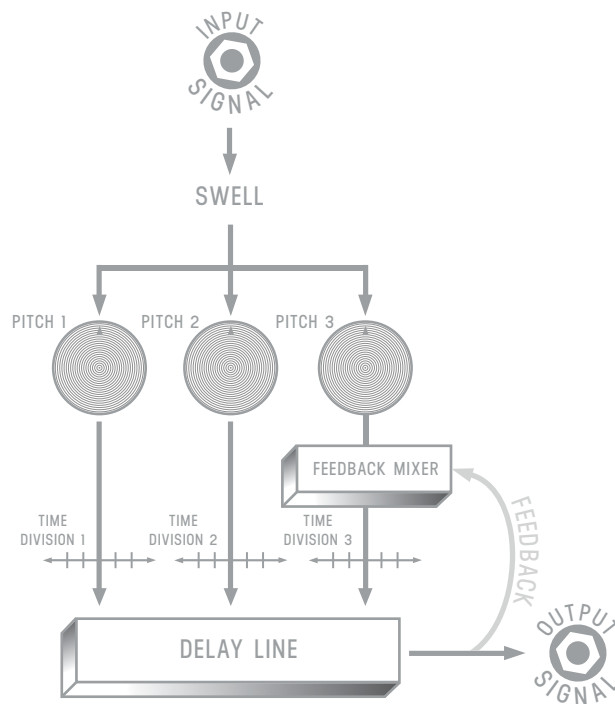 INPUT
SIGNAL
SWELL
PITCH 1
PITCH 2
PITCH 3
FEEDBACK MIXER
TIME
DIVISION 1
TIME
DIVISION 2
TIME
DIVISION 3
FEEDBACK
DELAY LINE
OUTPUT
SIGNAL